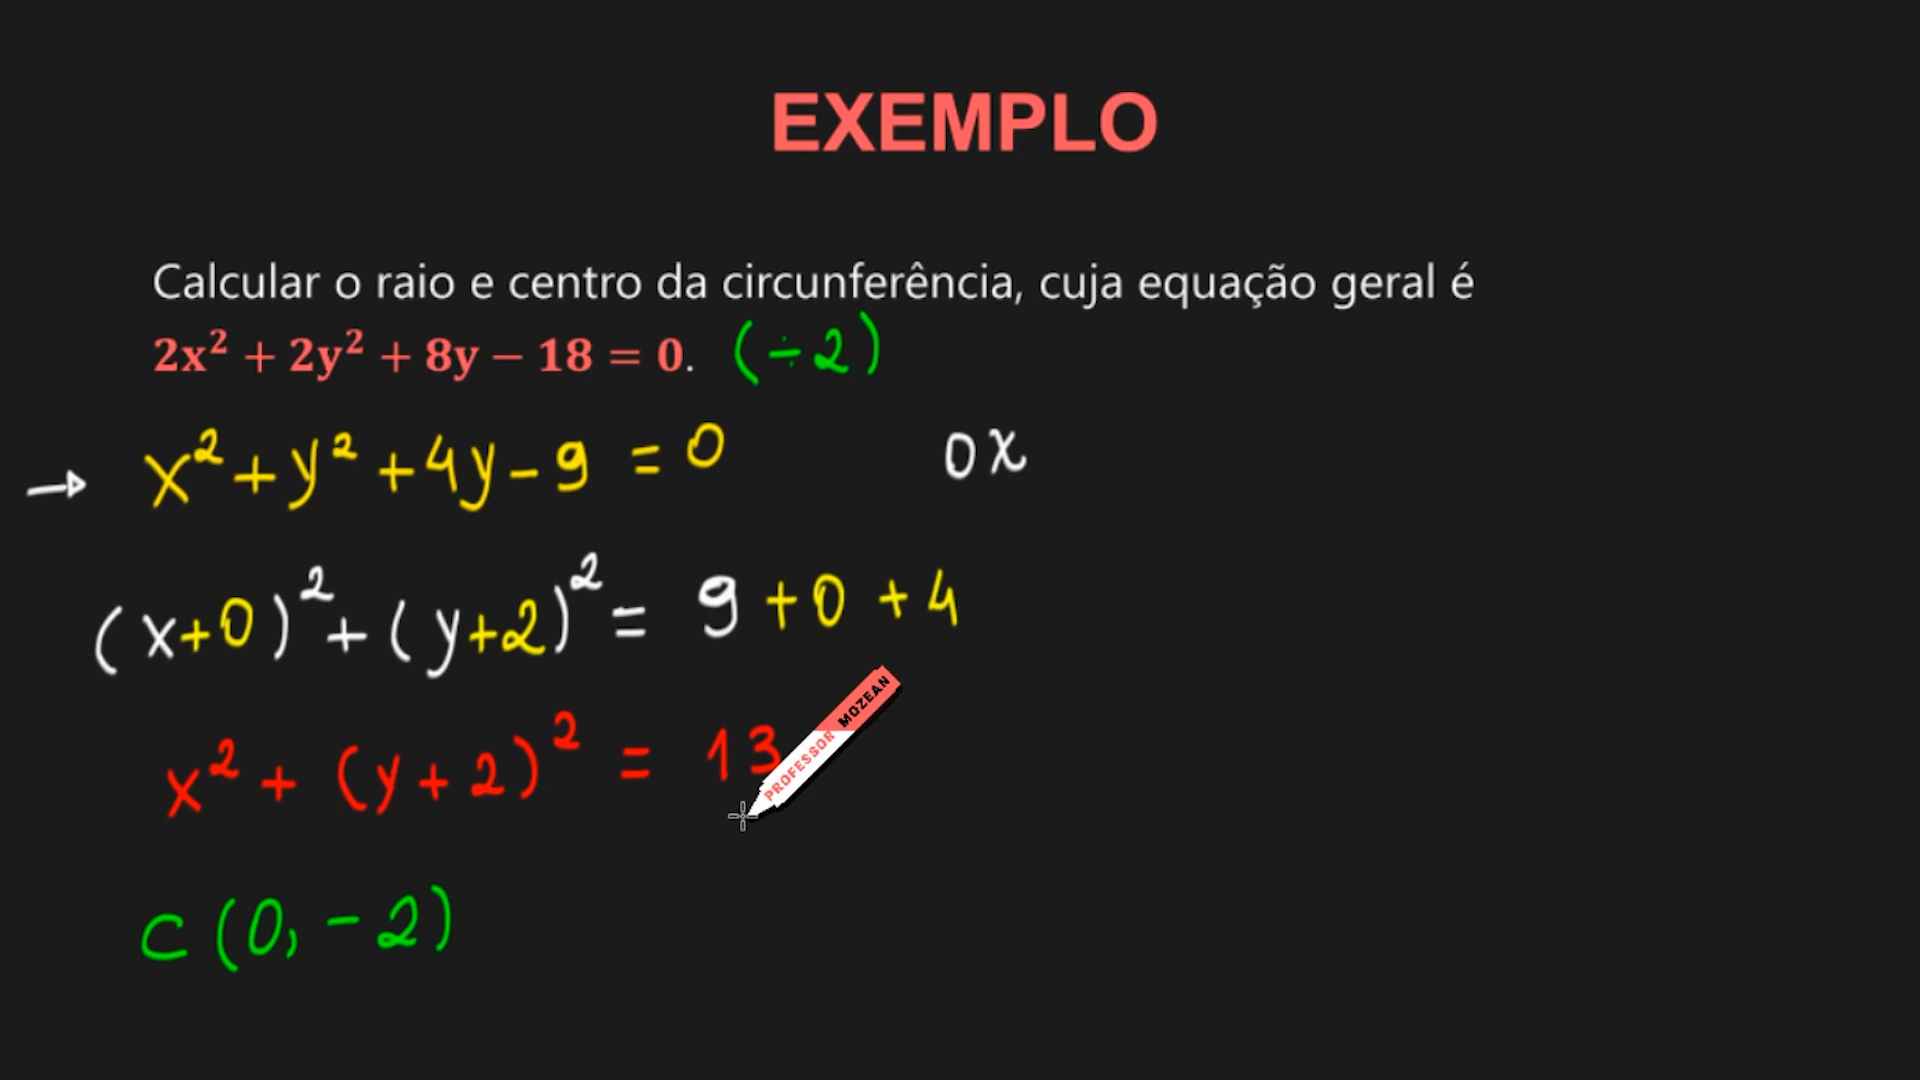 EXEMPLO
Calcular o raio e centro da circunferência, cuja equação geral é
2x² + 2y² + 8y − 18 = 0. (÷2)
→ x² + y² + 4y - 9 = 0 0x
(x+0)² + (y+2)² = 9 + 0 + 4
x² + (y + 2)² = 13
PROFESSOR MOZEAN
C (0, -2)